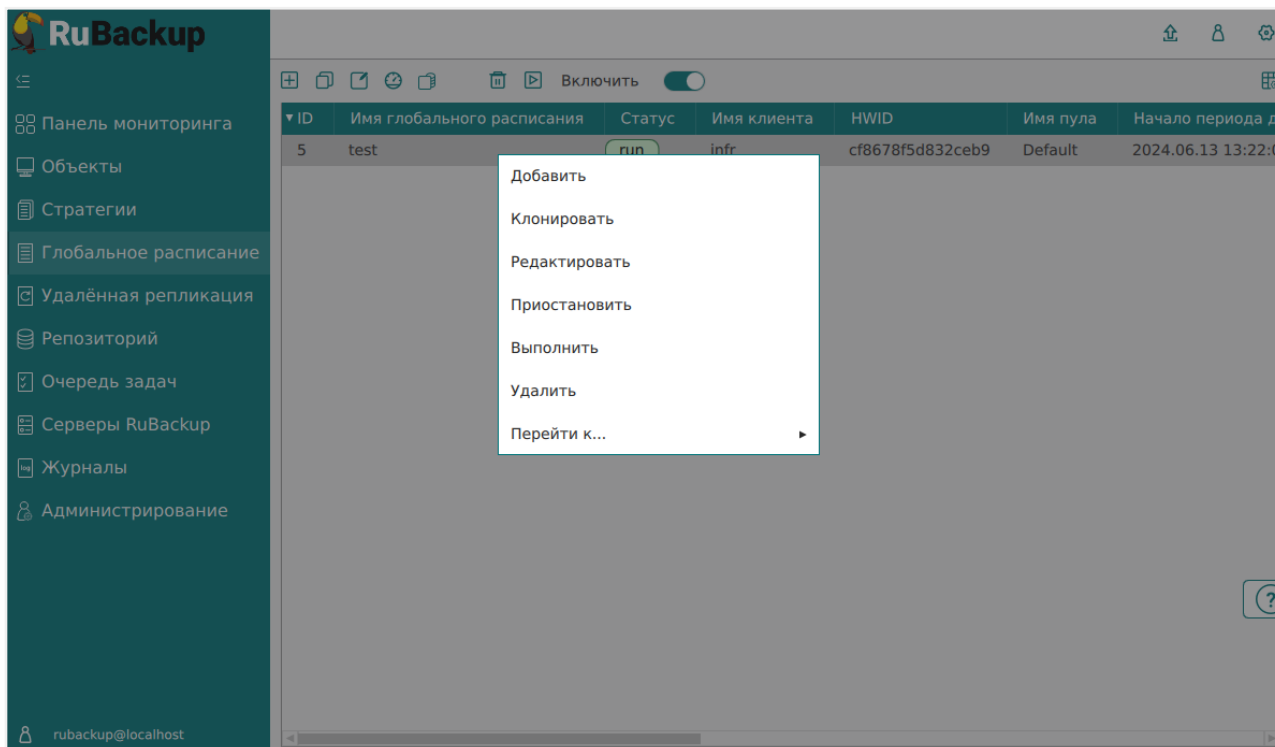 RuBackup
Включить
Панель мониторинга
Объекты
Стратегии
Глобальное расписание
Удалённая репликация
Репозиторий
Очередь задач
Серверы RuBackup
Журналы
Администрирование
rubackup@localhost
ID Имя глобального расписания Статус Имя клиента HWID Имя пула Начало периода д
5 test run infr cf8678f5d832ceb9 Default 2024.06.13 13:22:0
Добавить
Клонировать
Редактировать
Приостановить
Выполнить
Удалить
Перейти к...
?